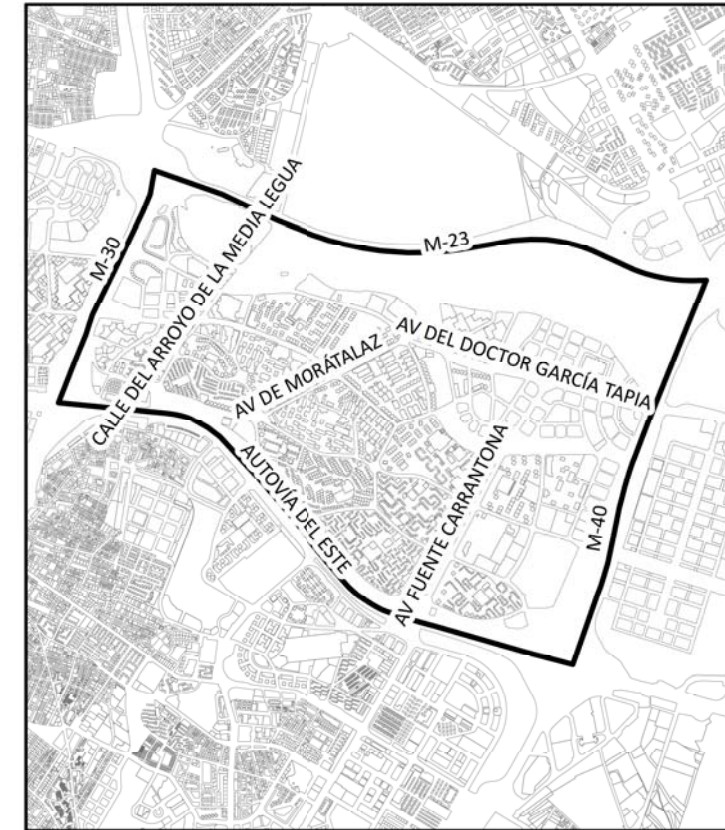 M-30
CALLE DEL ARROYO DE LA MEDIA LEGUA
M-23
AV DE MORÁTALAZ
AV DEL DOCTOR GARCÍA TAPIA
AUTOVÍA DEL ESTE
AV FUENTE CARRANTONA
M-40